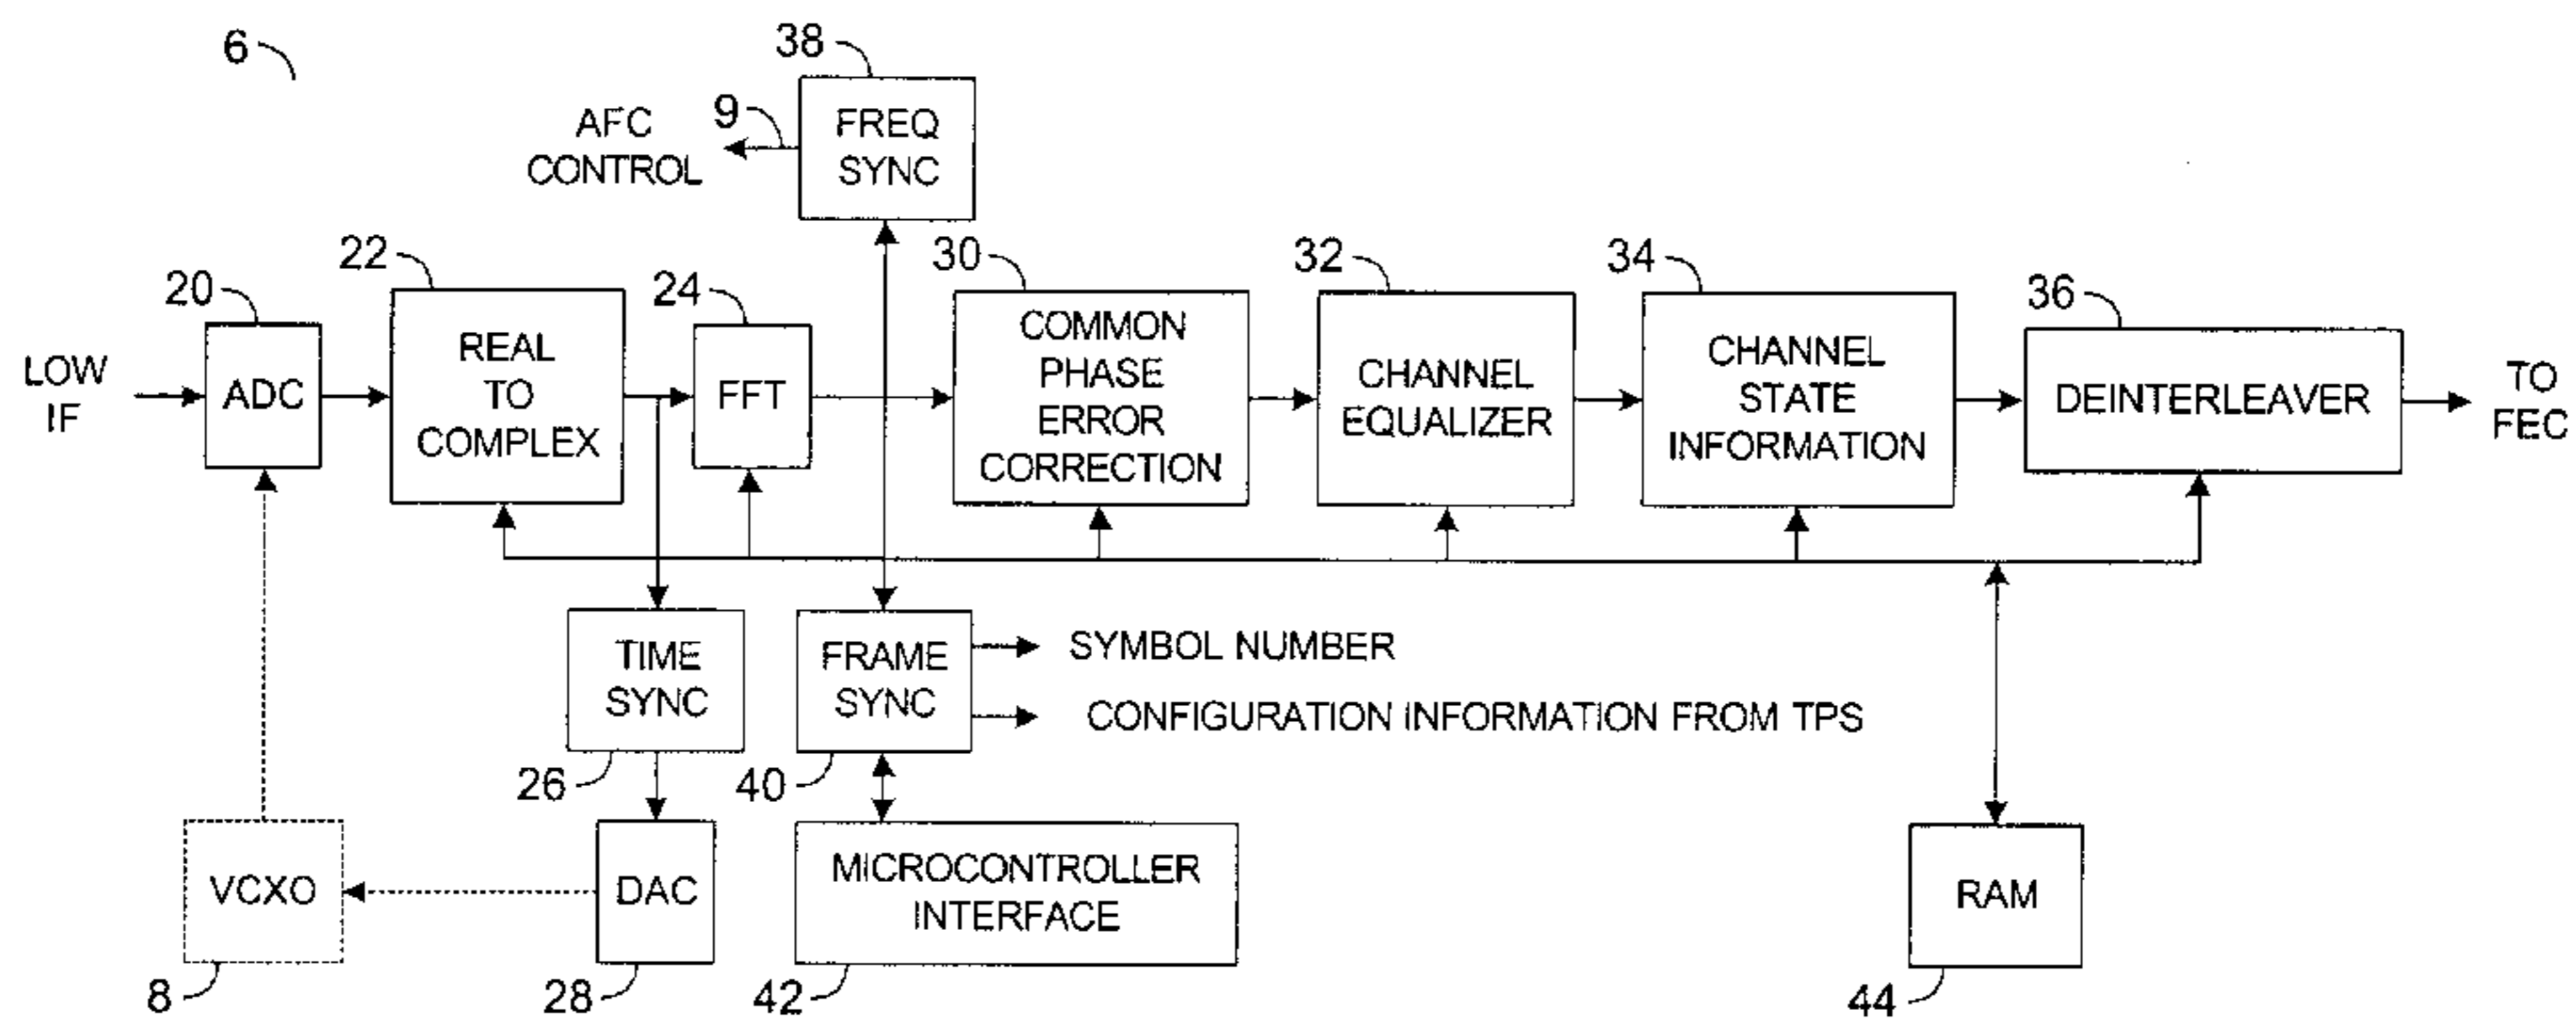 6
38
AFC
CONTROL
9
FREQ
SYNC
20
22
24
30
32
34
36
LOW
IF
ADC
REAL
TO
COMPLEX
FFT
COMMON
PHASE
ERROR
CORRECTION
CHANNEL
EQUALIZER
CHANNEL
STATE
INFORMATION
DEINTERLEAVER
TO
FEC
TIME
SYNC
26
FRAME
SYNC
40
SYMBOL NUMBER
CONFIGURATION INFORMATION FROM TPS
VCXO
8
DAC
28
MICROCONTROLLER
INTERFACE
42
RAM
44